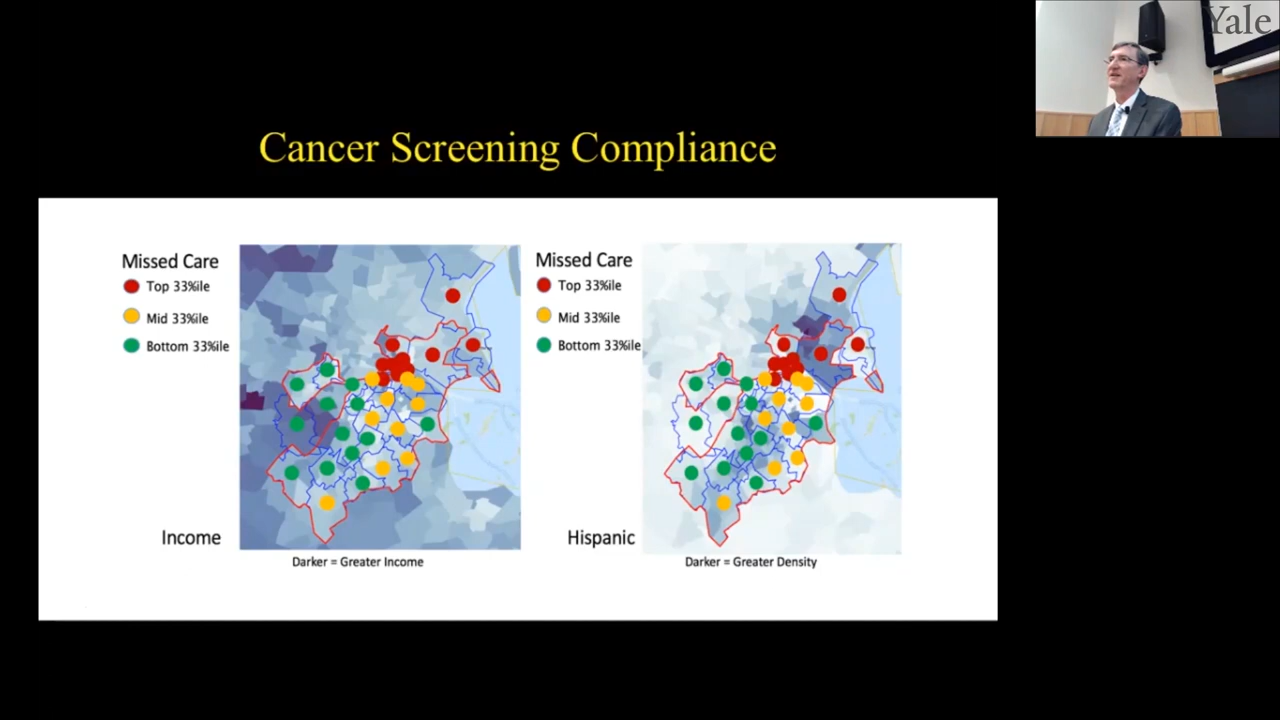 Yale
Cancer Screening Compliance
Missed Care
Top 33%ile
Mid 33%ile
Bottom 33%ile
Income
Darker = Greater Income
Missed Care
Top 33%ile
Mid 33%ile
Bottom 33%ile
Hispanic
Darker = Greater Density